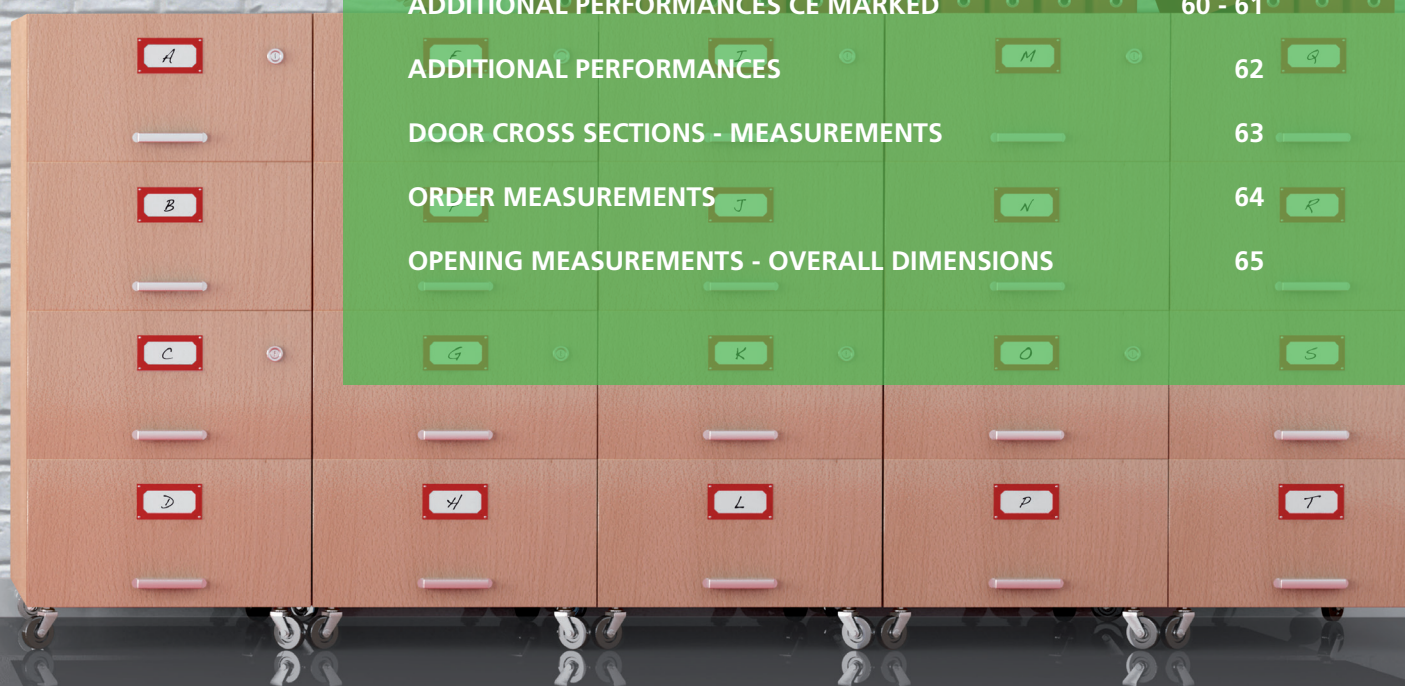 ADDITIONAL PERFORMANCES CE MARKED 60 - 61
A E I M Q
ADDITIONAL PERFORMANCES 62
DOOR CROSS SECTIONS - MEASUREMENTS 63
B F J N R
ORDER MEASUREMENTS 64
OPENING MEASUREMENTS - OVERALL DIMENSIONS 65
C G K O S
D H L P T